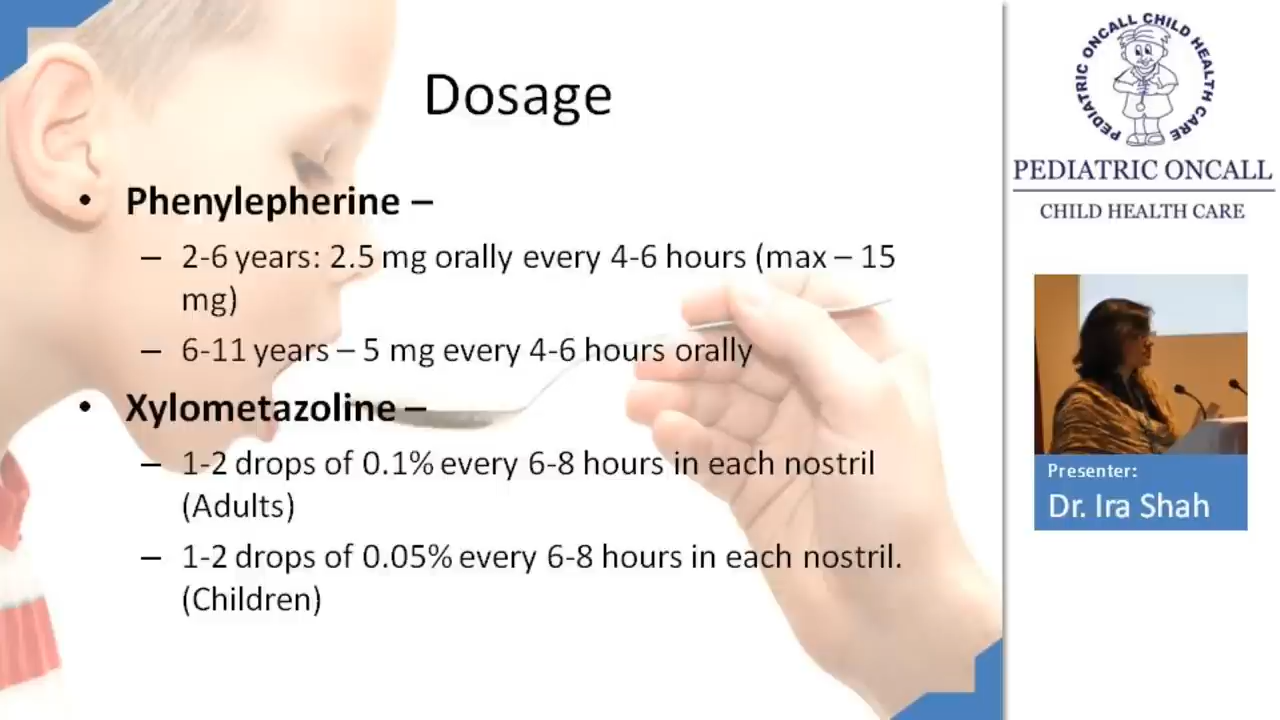 Dosage
• Phenylepherine –
– 2-6 years: 2.5 mg orally every 4-6 hours (max – 15
mg)
– 6-11 years – 5 mg every 4-6 hours orally
• Xylometazoline –
– 1-2 drops of 0.1% every 6-8 hours in each nostril
(Adults)
– 1-2 drops of 0.05% every 6-8 hours in each nostril.
(Children)
PEDIATRIC ONCALL CHILD HEALTH CARE
PEDIATRIC ONCALL
CHILD HEALTH CARE
Presenter:
Dr. Ira Shah